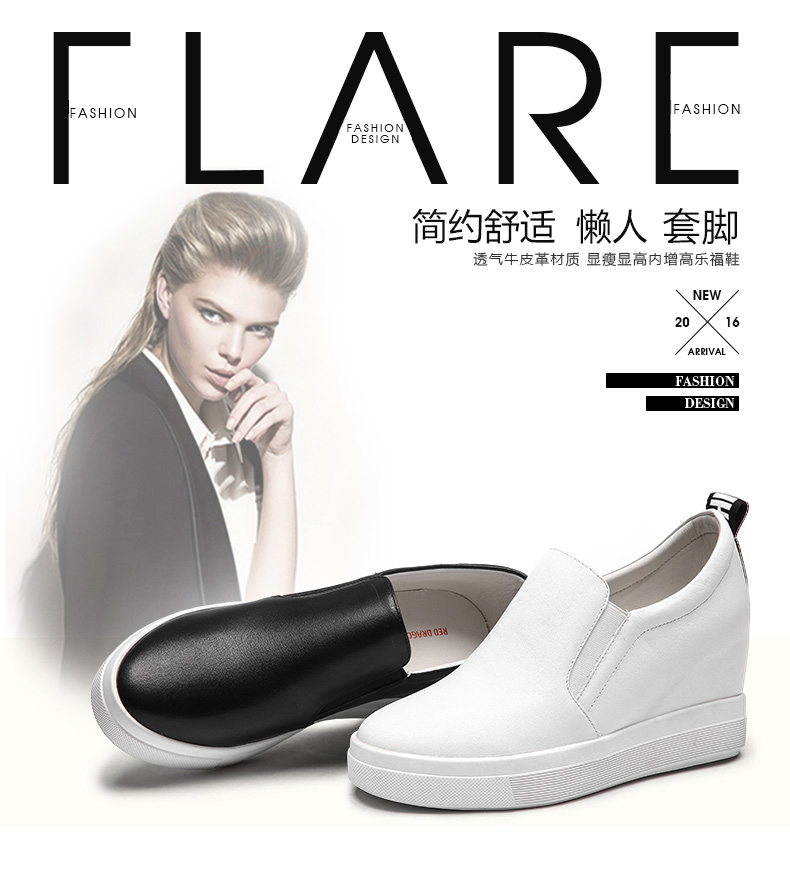 FLARE
FASHION
FASHION
DESIGN
FASHION
简约舒适 懒人 套脚
透气牛皮革材质 显瘦显高内增高乐福鞋
NEW
20 16
ARRIVAL
FASHION
DESIGN